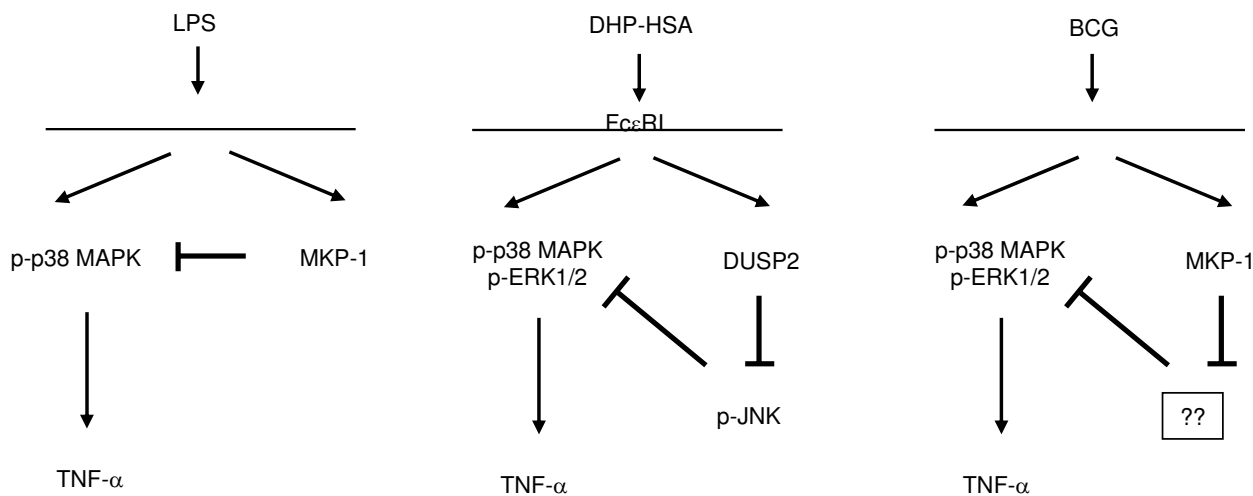 LPS
p-p38 MAPK
MKP-1
TNF-α
DHP-HSA
FcεRI
p-p38 MAPK
p-ERK1/2
DUSP2
p-JNK
TNF-α
BCG
p-p38 MAPK
p-ERK1/2
MKP-1
??
TNF-α